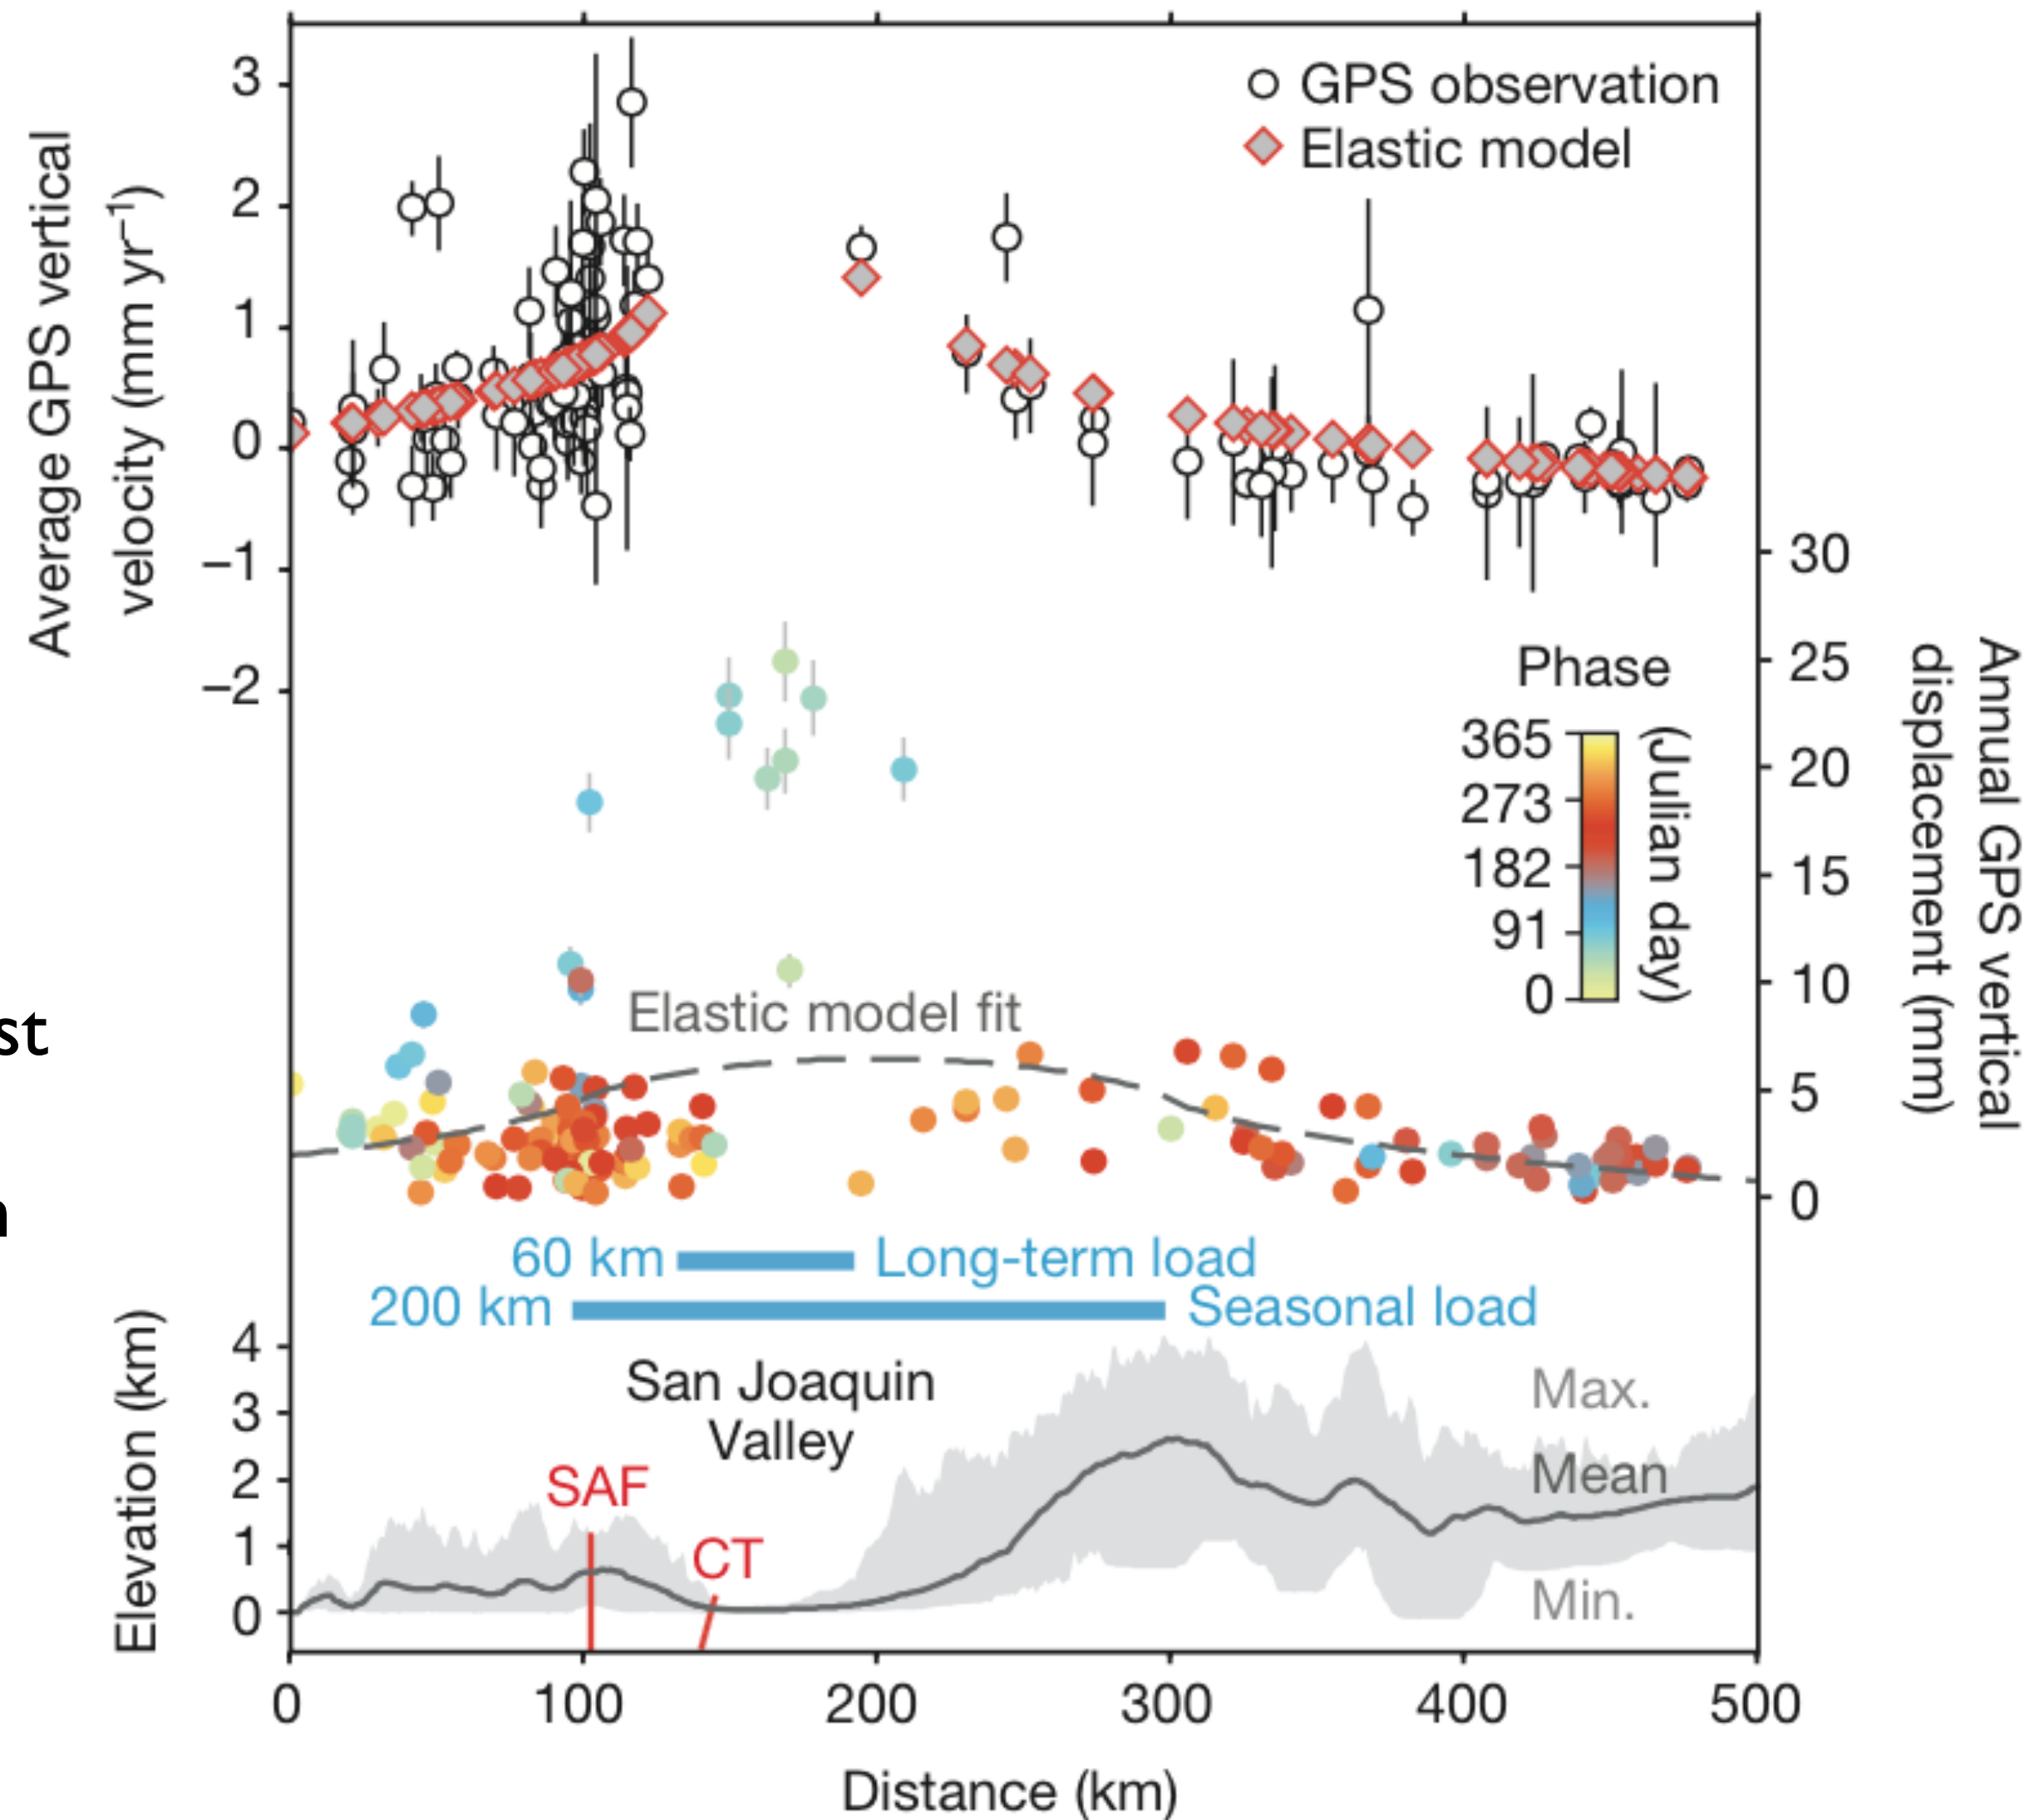 3
2
1
0
−1
−2
Average GPS vertical
velocity (mm yr⁻¹)
GPS observation
Elastic model
30
25
20
15
10
5
0
Annual GPS vertical
displacement (mm)
Phase
365
273
182
91
0
(Julian day)
st
n
Elastic model fit
60 km
Long-term load
200 km
Seasonal load
4
3
2
1
0
Elevation (km)
San Joaquin
Valley
SAF
CT
Max.
Mean
Min.
0
100
200
300
400
500
Distance (km)